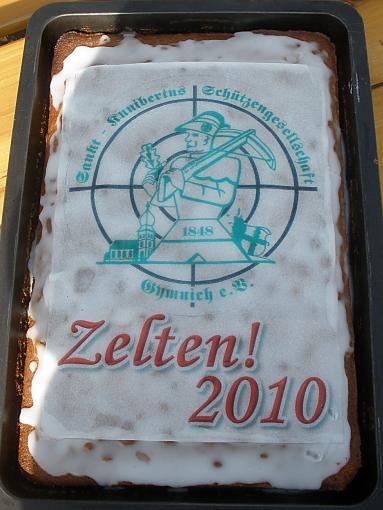 Sankt - Kunibertus Schützengesellschaft
1848
Gymnich e.V.
Zelten!
2010